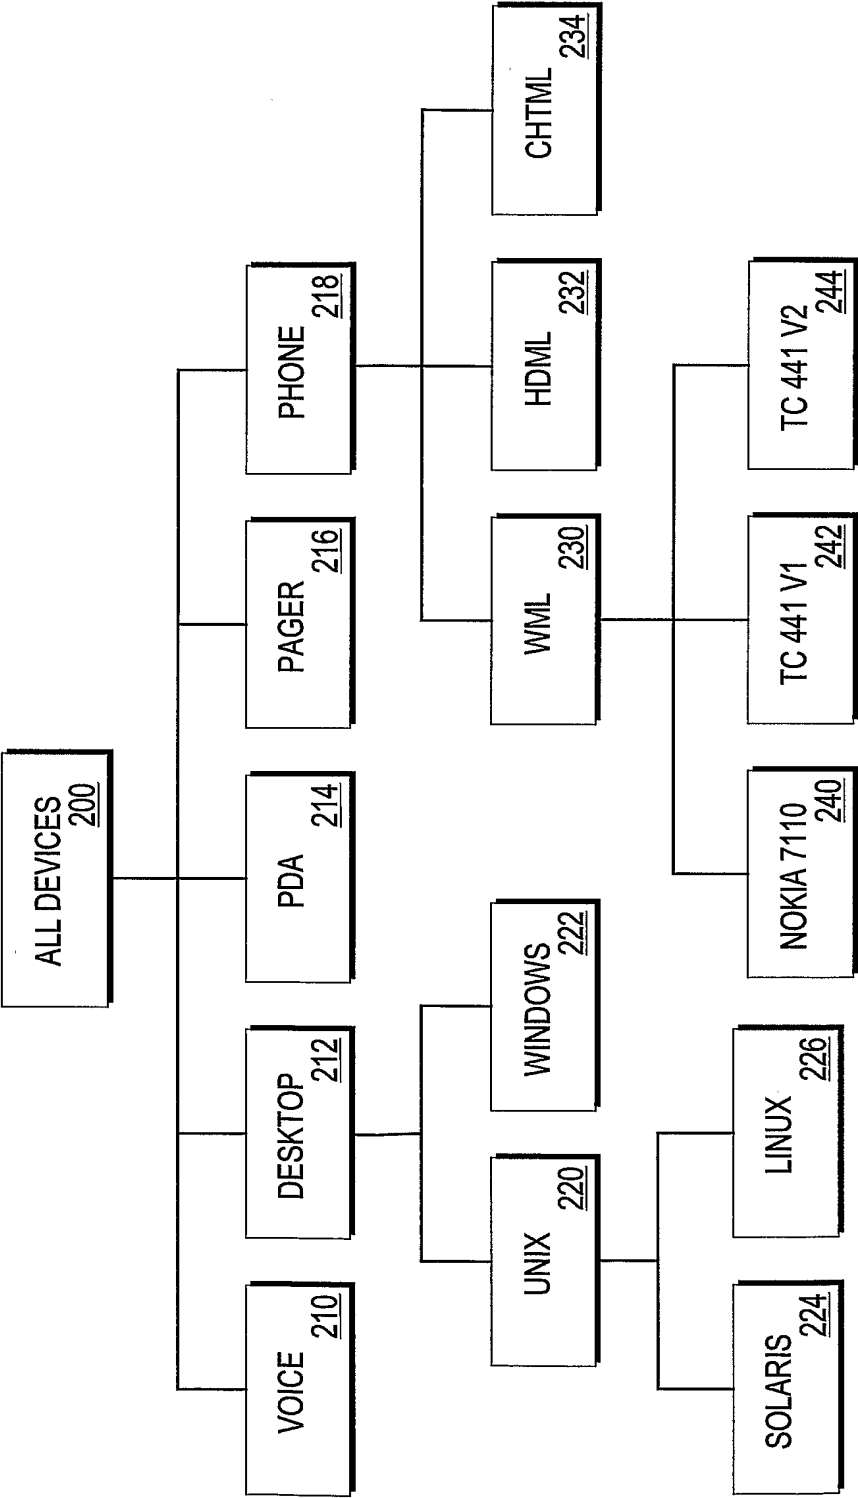 ALL DEVICES
200
VOICE
210
DESKTOP
212
PDA
214
PAGER
216
PHONE
218
UNIX
220
WINDOWS
222
WML
230
HDML
232
CHTML
234
SOLARIS
224
LINUX
226
NOKIA 7110
240
TC 441 V1
242
TC 441 V2
244